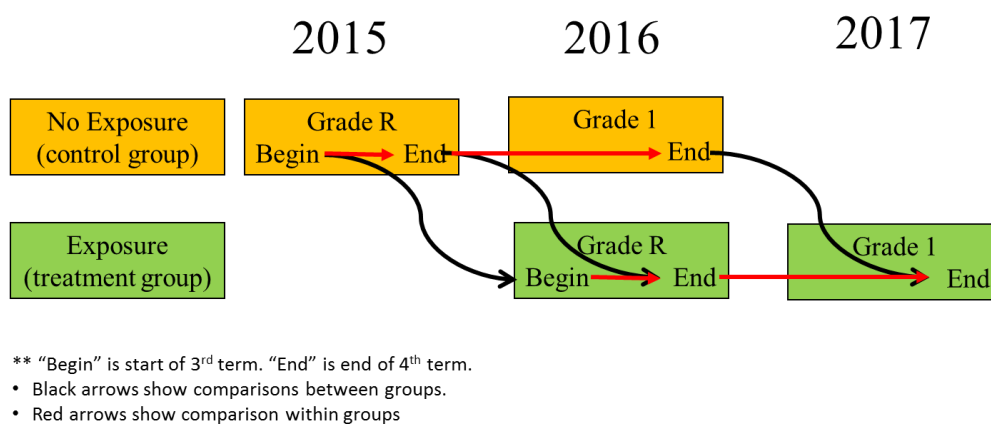 2015 2016 2017
No Exposure
(control group)
Grade R
Begin End
Grade 1
End
Exposure
(treatment group)
Grade R
Begin End
Grade 1
End
** “Begin” is start of 3rd term. “End” is end of 4th term.
• Black arrows show comparisons between groups.
• Red arrows show comparison within groups